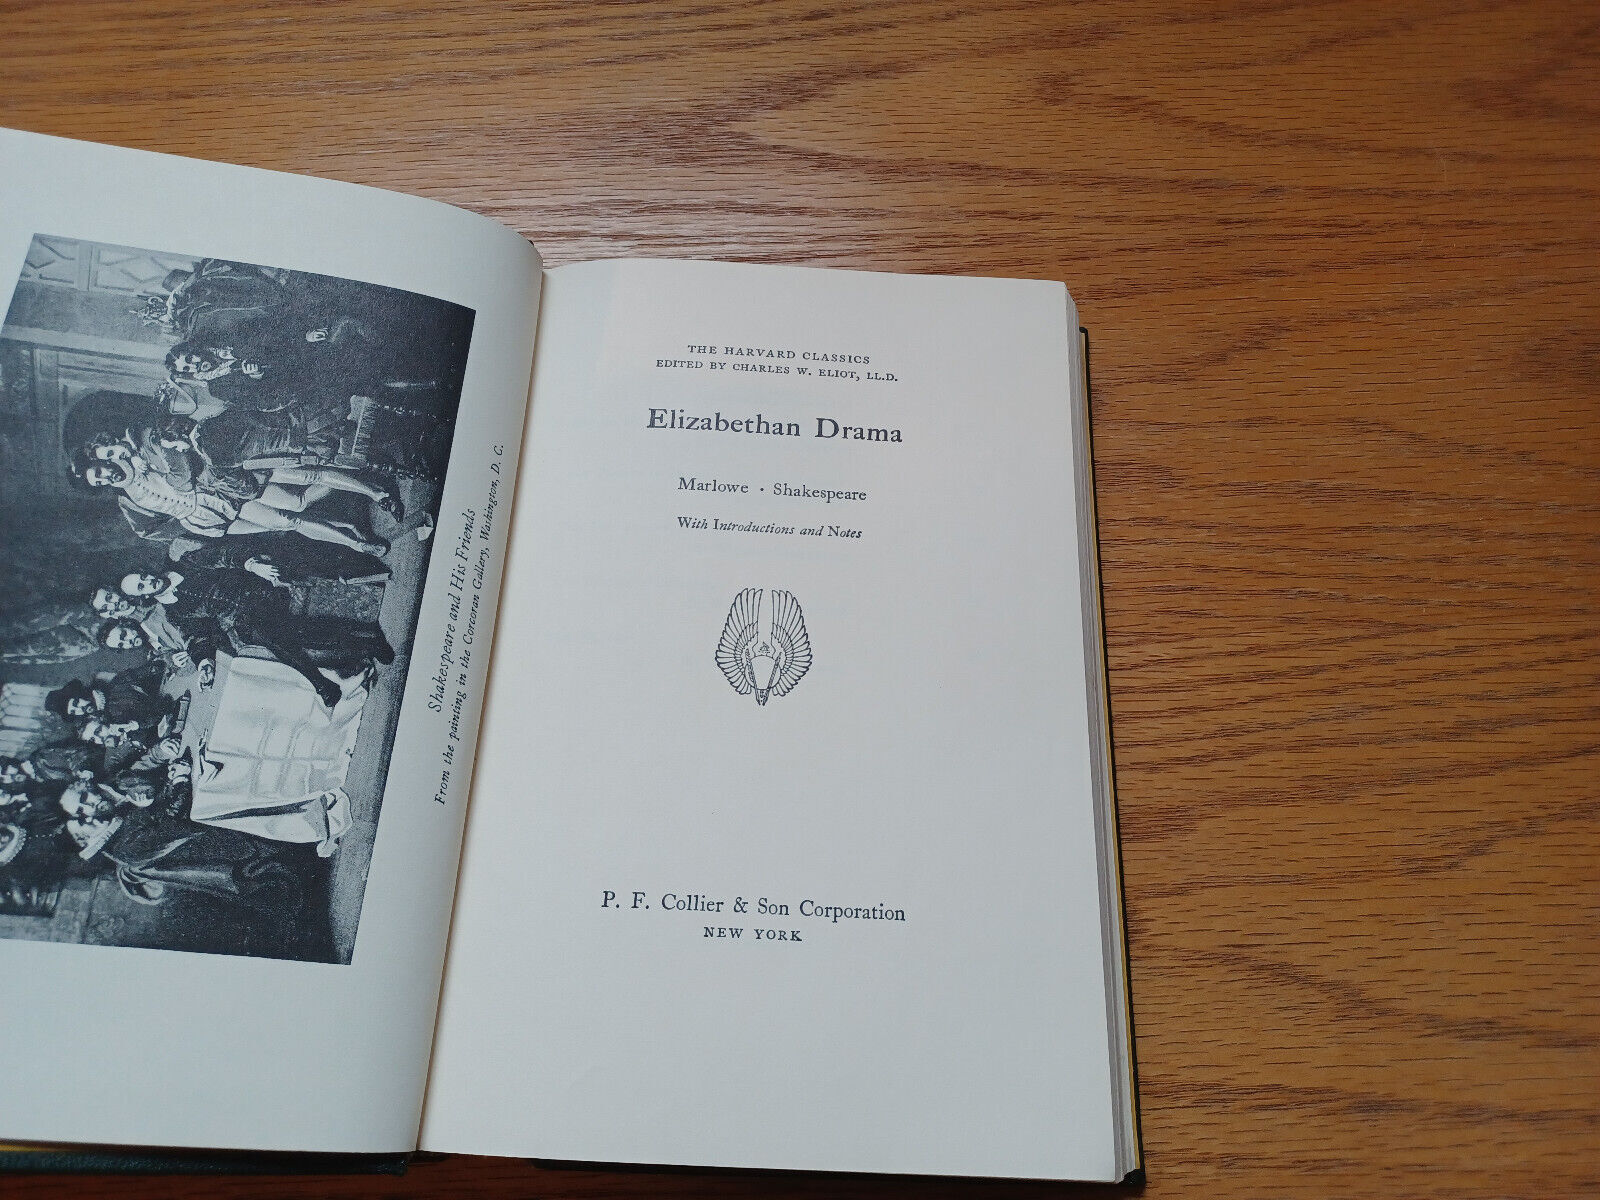 Shakespeare and His Friends
From the painting in the Corcoran Gallery, Washington, D. C.
THE HARVARD CLASSICS
EDITED BY CHARLES W. ELIOT, LL.D.
Elizabethan Drama
Marlowe · Shakespeare
With Introductions and Notes
P. F. Collier & Son Corporation
NEW YORK